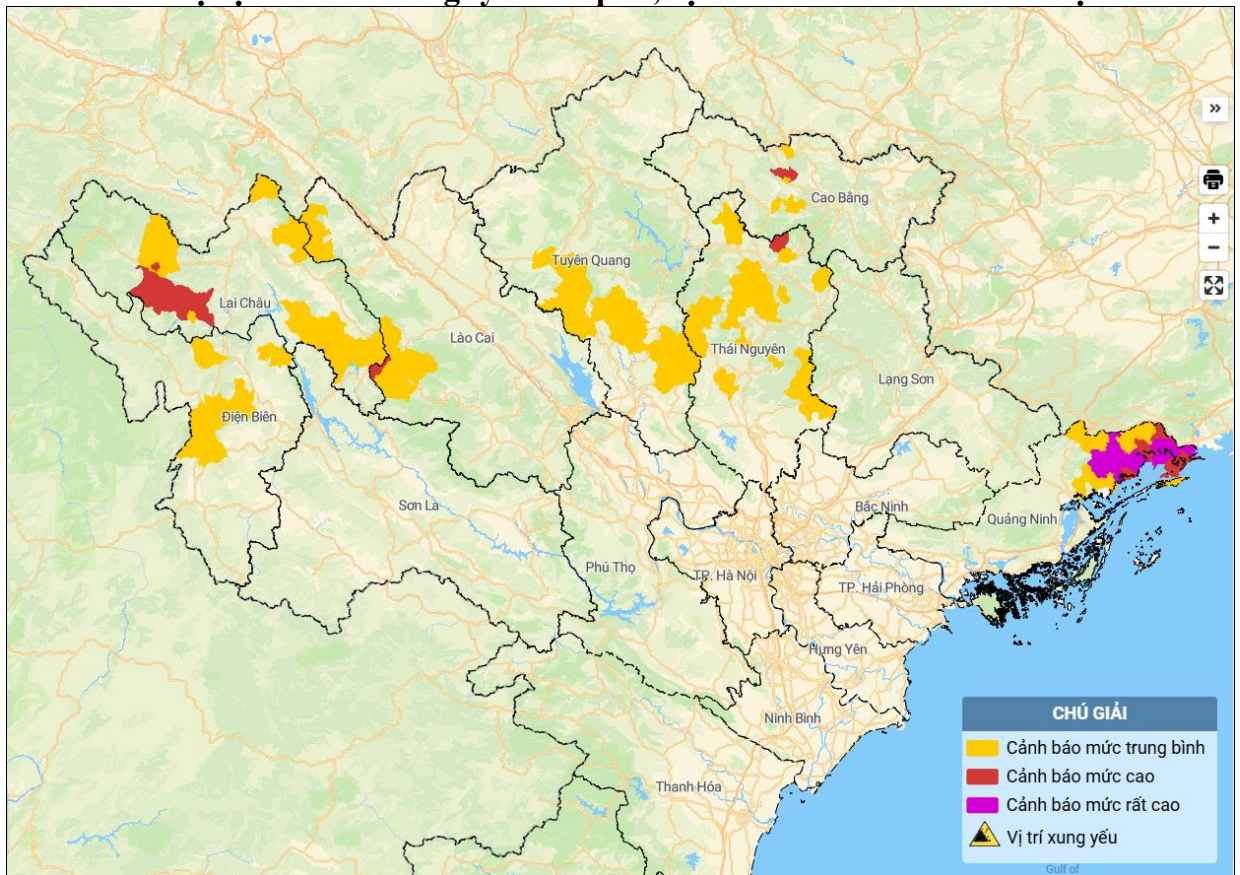 Cao Bằng
Tuyên Quang
Lai Châu
Lào Cai
Thái Nguyên
Lạng Sơn
Điện Biên
Sơn La
Bắc Ninh
Quảng Ninh
Phú Thọ
TP. Hà Nội
TP. Hải Phòng
Hưng Yên
Ninh Bình
Thanh Hóa
CHÚ GIẢI
Cảnh báo mức trung bình
Cảnh báo mức cao
Cảnh báo mức rất cao
Vị trí xung yếu
Gulf of